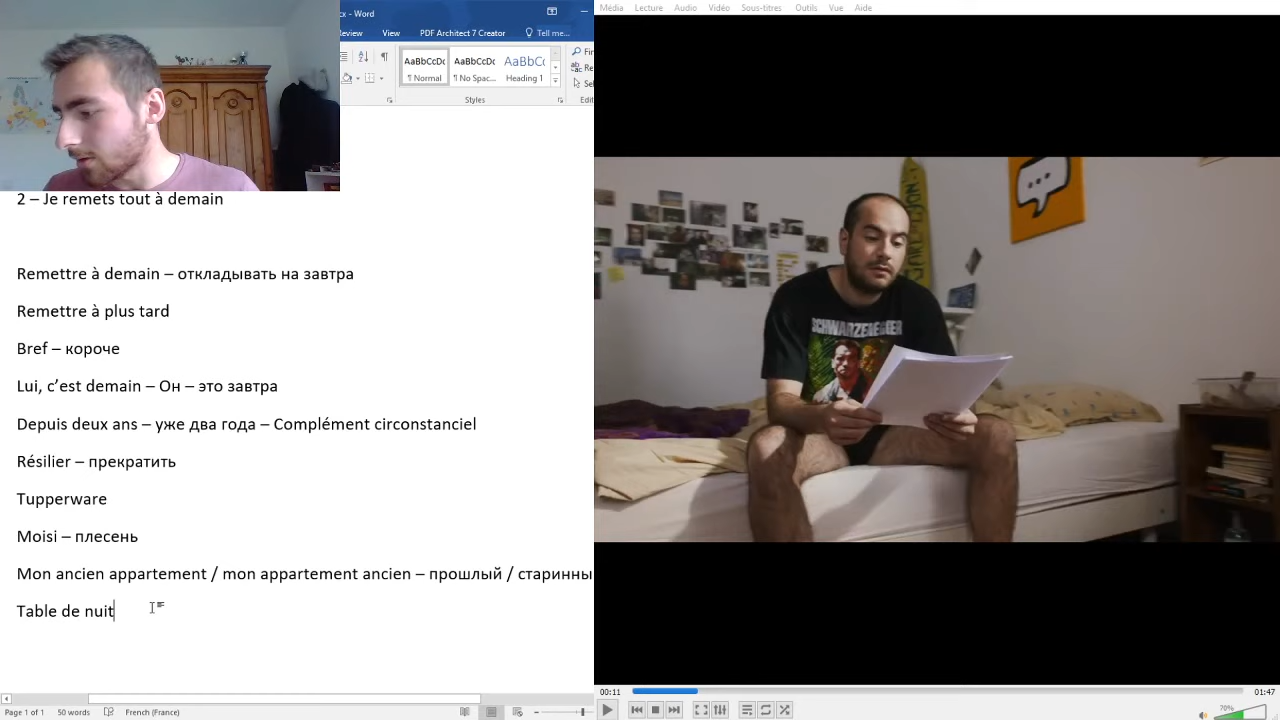 cx - Word
Review View PDF Architect 7 Creator Tell me...
AaBbCcDc AaBbCcDc AaBbCc
¶ Normal ¶ No Spac... Heading 1
Styles
2 – Je remets tout à demain
Remettre à demain – откладывать на завтра
Remettre à plus tard
Bref – короче
Lui, c’est demain – Он – это завтра
Depuis deux ans – уже два года – Complément circonstanciel
Résilier – прекратить
Tupperware
Moisi – плесень
Mon ancien appartement / mon appartement ancien – прошлый / старинны
Table de nuit
Page 1 of 1 50 words French (France)
Média Lecture Audio Vidéo Sous-titres Outils Vue Aide
SCHWARZENEGGER
00:11 01:47
70%